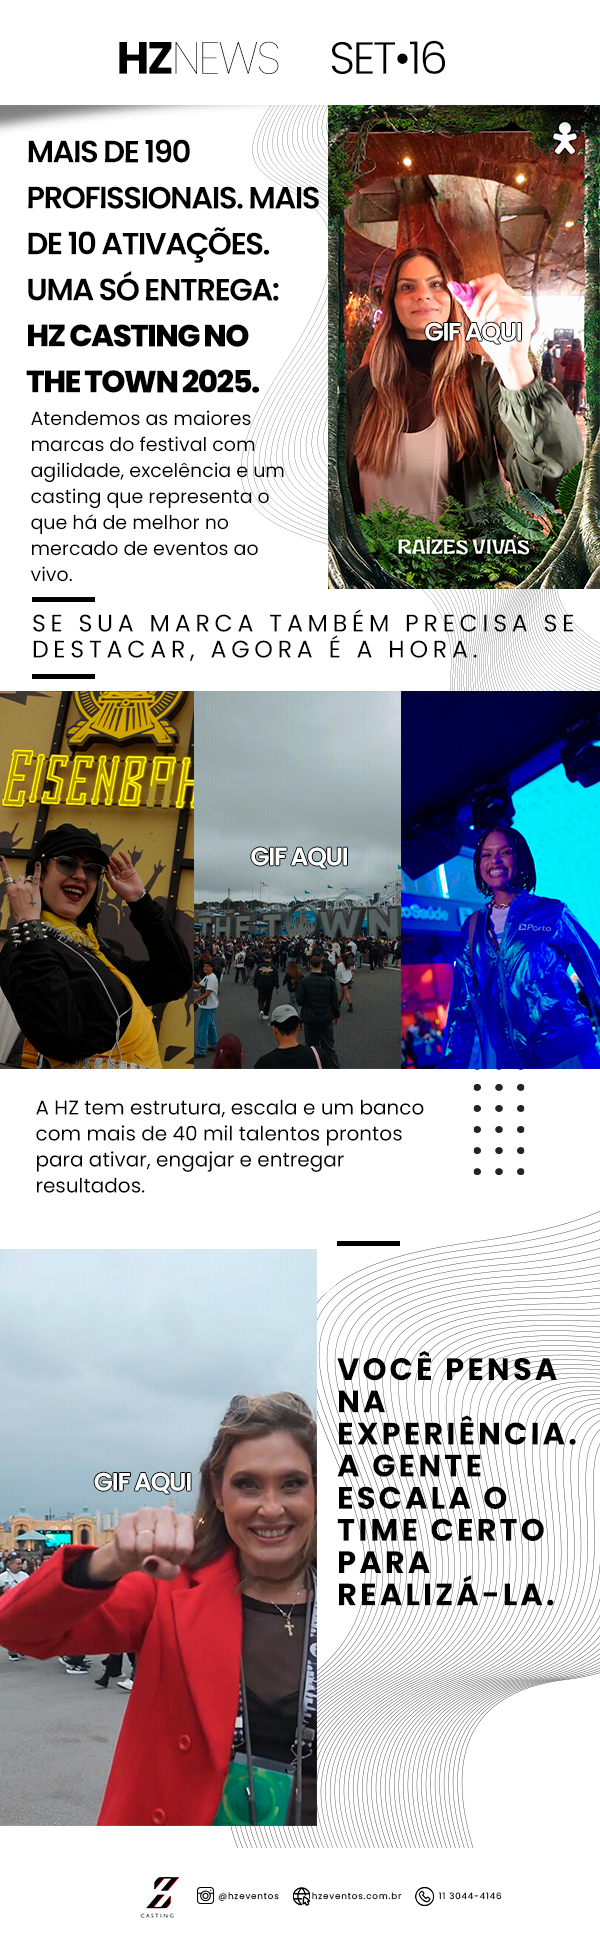 HZNEWS SET•16
MAIS DE 190
PROFISSIONAIS. MAIS
DE 10 ATIVAÇÕES.
UMA SÓ ENTREGA:
HZ CASTING NO
THE TOWN 2025.
Atendemos as maiores
marcas do festival com
agilidade, excelência e um
casting que representa o
que há de melhor no
mercado de eventos ao
vivo.
GIF AQUI
RAÍZES VIVAS
SE SUA MARCA TAMBÉM PRECISA SE
DESTACAR, AGORA É A HORA.
EISENBAH
GIF AQUI
THE TOWN
oSaúde
Porto
A HZ tem estrutura, escala e um banco
com mais de 40 mil talentos prontos
para ativar, engajar e entregar
resultados.
GIF AQUI
VOCÊ PENSA
NA
EXPERIÊNCIA.
A GENTE
ESCALA O
TIME CERTO
PARA
REALIZÁ-LA.
CASTING
@hzeventos
hzeventos.com.br
11 3044-4146